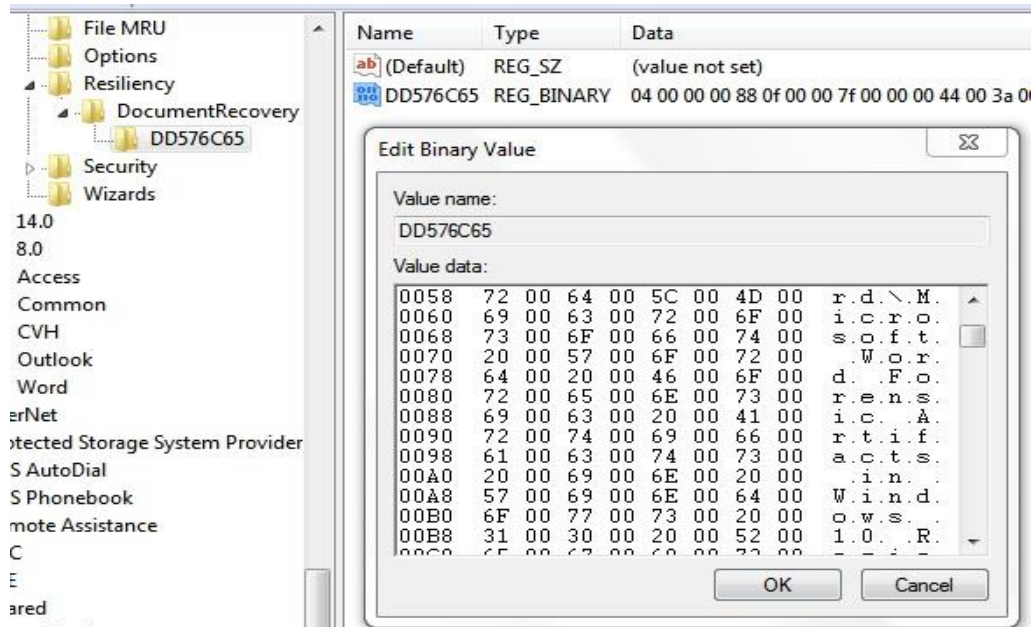 File MRU
Options
Resiliency
DocumentRecovery
DD576C65
Security
Wizards
14.0
8.0
Access
Common
CVH
Outlook
Word
erNet
otected Storage System Provider
S AutoDial
S Phonebook
mote Assistance
C
E
ared
Name Type Data
ab (Default) REG_SZ (value not set)
DD576C65 REG_BINARY 04 00 00 00 88 0f 00 00 7f 00 00 00 44 00 3a 00
Edit Binary Value
Value name:
DD576C65
Value data:
0058 72 00 64 00 5C 00 4D 00 r.d.\.M.
0060 69 00 63 00 72 00 6F 00 i.c.r.o.
0068 73 00 6F 00 66 00 74 00 s.o.f.t.
0070 20 00 57 00 6F 00 72 00 .W.o.r.
0078 64 00 20 00 46 00 6F 00 d. .F.o.
0080 72 00 65 00 6E 00 73 00 r.e.n.s.
0088 69 00 63 00 20 00 41 00 i.c. .A.
0090 72 00 74 00 69 00 66 00 r.t.i.f.
0098 61 00 63 00 74 00 73 00 a.c.t.s.
00A0 20 00 69 00 6E 00 20 00 .i.n. .
00A8 57 00 69 00 6E 00 64 00 W.i.n.d.
00B0 6F 00 77 00 73 00 20 00 o.w.s. .
00B8 31 00 30 00 20 00 52 00 1.0. .R.
OK Cancel